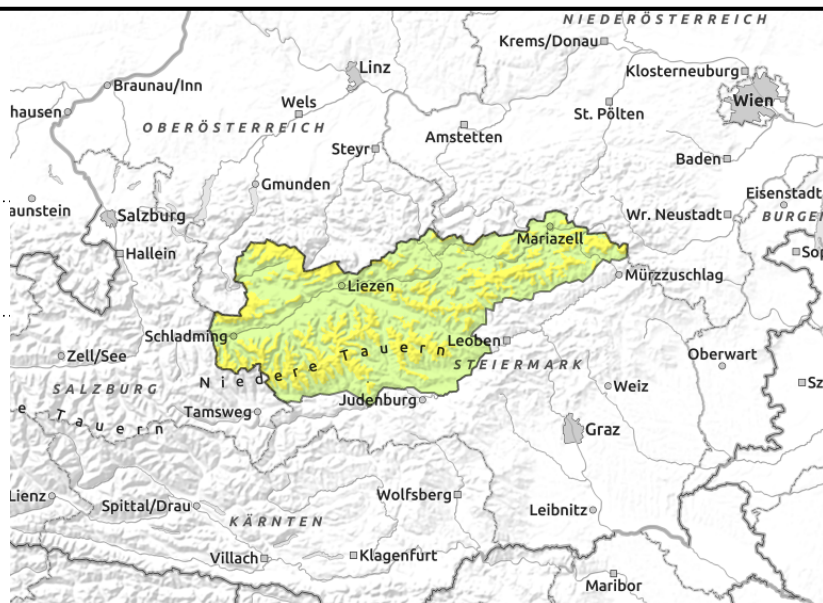 NIEDERÖSTERREICH
Krems/Donau
Linz
Klosterneuburg
Braunau/Inn
Wien
Wels
hausen
St. Pölten
OBERÖSTERREICH
Amstetten
Steyr
Baden
Gmunden
Eisenstadt
aunstein
Salzburg
Wr. Neustadt
BURGEN
Mariazell
Hallein
Sop
Mürzzuschlag
Liezen
Schladming
Leoben
Zell/See
Niedere Tauern
Oberwart
STEIERMARK
SALZBURG
Weiz
Sz
Judenburg
Tamsweg
e Tauern
Graz
Lienz
Wolfsberg
Spittal/Drau
Leibnitz
KÄRNTEN
Villach
Klagenfurt
Maribor